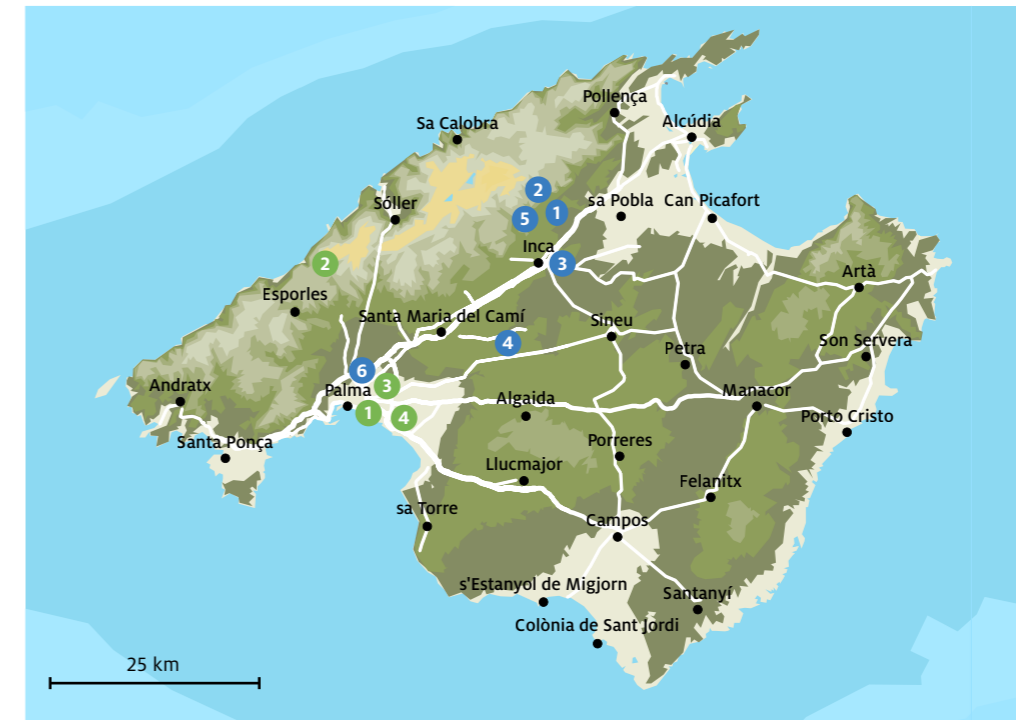 Pollença
Sa Calobra
Alcúdia
2
sa Pobla
Can Picafort
Sóller
5
1
Inca
3
2
Artà
Esporles
Santa Maria del Camí
Sineu
Son Servera
4
Petra
6
Andratx
Palma
3
Algaida
Manacor
1
4
Porto Cristo
Santa Ponça
Porreres
Llucmajor
Felanitx
sa Torre
Campos
s'Estanyol de Migjorn
Santanyí
Colònia de Sant Jordi
25 km